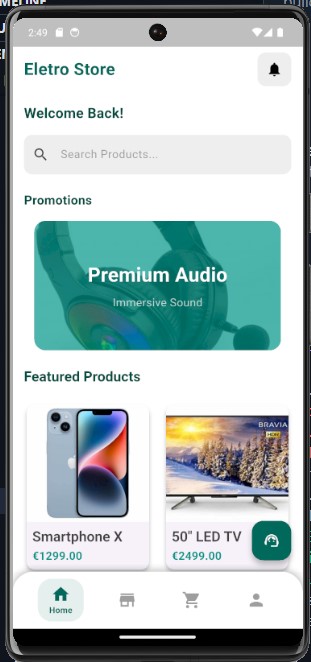 2:49
Eletro Store
Welcome Back!
Search Products...
Promotions
Premium Audio
Immersive Sound
Featured Products
BRAVIA
Smartphone X
€1299.00
50" LED TV
€2499.00
Home